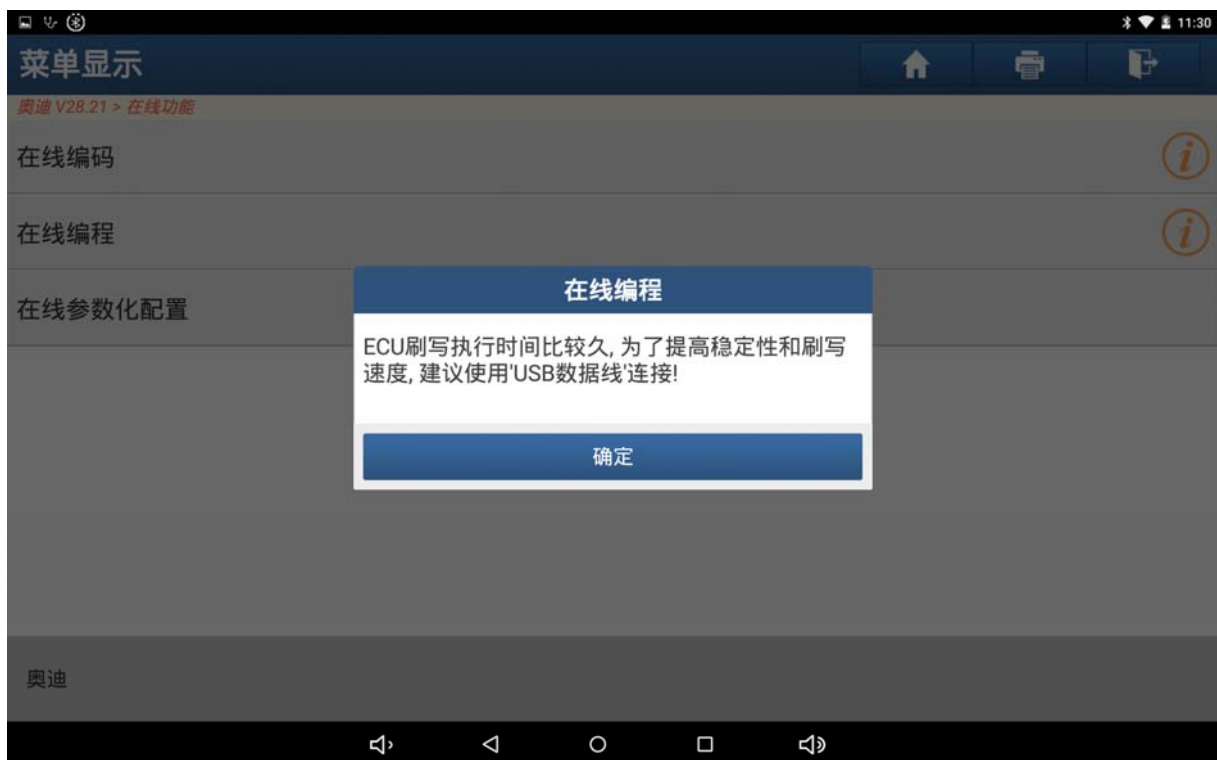 11:30
菜单显示
奥迪 V28.21 > 在线功能
在线编码
在线编程
在线参数化配置
在线编程
ECU刷写执行时间比较久, 为了提高稳定性和刷写
速度, 建议使用'USB数据线'连接!
确定
奥迪